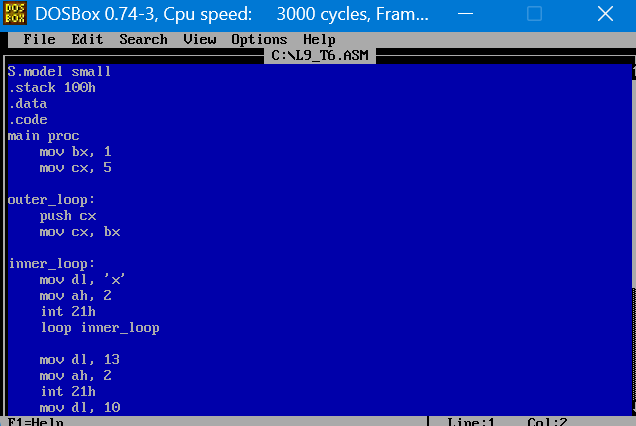 DOSBox 0.74-3, Cpu speed: 3000 cycles, Fram...
File Edit Search View Options Help
C:\L9_T6.ASM
S.model small
.stack 100h
.data
.code
main proc
    mov bx, 1
    mov cx, 5

outer_loop:
    push cx
    mov cx, bx

inner_loop:
    mov dl, 'x'
    mov ah, 2
    int 21h
    loop inner_loop

    mov dl, 13
    mov ah, 2
    int 21h
    mov dl, 10
F1=Help Line:1 Col:2